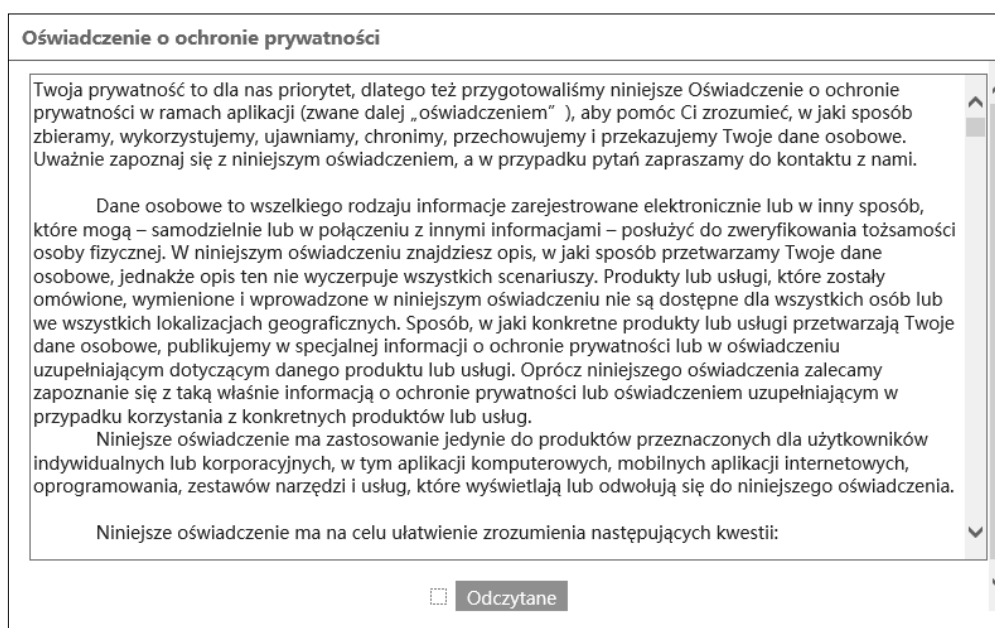 Oświadczenie o ochronie prywatności
Twoja prywatność to dla nas priorytet, dlatego też przygotowaliśmy niniejsze Oświadczenie o ochronie
prywatności w ramach aplikacji (zwane dalej „oświadczeniem” ), aby pomóc Ci zrozumieć, w jaki sposób
zbieramy, wykorzystujemy, ujawniamy, chronimy, przechowujemy i przekazujemy Twoje dane osobowe.
Uważnie zapoznaj się z niniejszym oświadczeniem, a w przypadku pytań zapraszamy do kontaktu z nami.
Dane osobowe to wszelkiego rodzaju informacje zarejestrowane elektronicznie lub w inny sposób,
które mogą – samodzielnie lub w połączeniu z innymi informacjami – posłużyć do zweryfikowania tożsamości
osoby fizycznej. W niniejszym oświadczeniu znajdziesz opis, w jaki sposób przetwarzamy Twoje dane
osobowe, jednakże opis ten nie wyczerpuje wszystkich scenariuszy. Produkty lub usługi, które zostały
omówione, wymienione i wprowadzone w niniejszym oświadczeniu nie są dostępne dla wszystkich osób lub
we wszystkich lokalizacjach geograficznych. Sposób, w jaki konkretne produkty lub usługi przetwarzają Twoje
dane osobowe, publikujemy w specjalnej informacji o ochronie prywatności lub w oświadczeniu
uzupełniającym dotyczącym danego produktu lub usługi. Oprócz niniejszego oświadczenia zalecamy
zapoznanie się z taką właśnie informacją o ochronie prywatności lub oświadczeniem uzupełniającym w
przypadku korzystania z konkretnych produktów lub usług.
Niniejsze oświadczenie ma zastosowanie jedynie do produktów przeznaczonych dla użytkowników
indywidualnych lub korporacyjnych, w tym aplikacji komputerowych, mobilnych aplikacji internetowych,
oprogramowania, zestawów narzędzi i usług, które wyświetlają lub odwołują się do niniejszego oświadczenia.
Niniejsze oświadczenie ma na celu ułatwienie zrozumienia następujących kwestii:
Odczytane